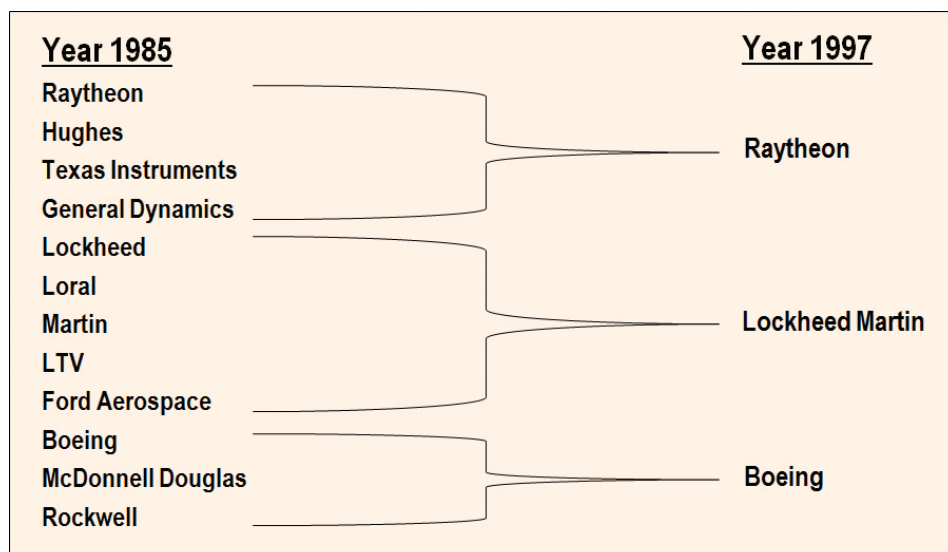 Year 1985
Raytheon
Hughes
Texas Instruments
General Dynamics
Lockheed
Loral
Martin
LTV
Ford Aerospace
Boeing
McDonnell Douglas
Rockwell
Year 1997
Raytheon
Lockheed Martin
Boeing